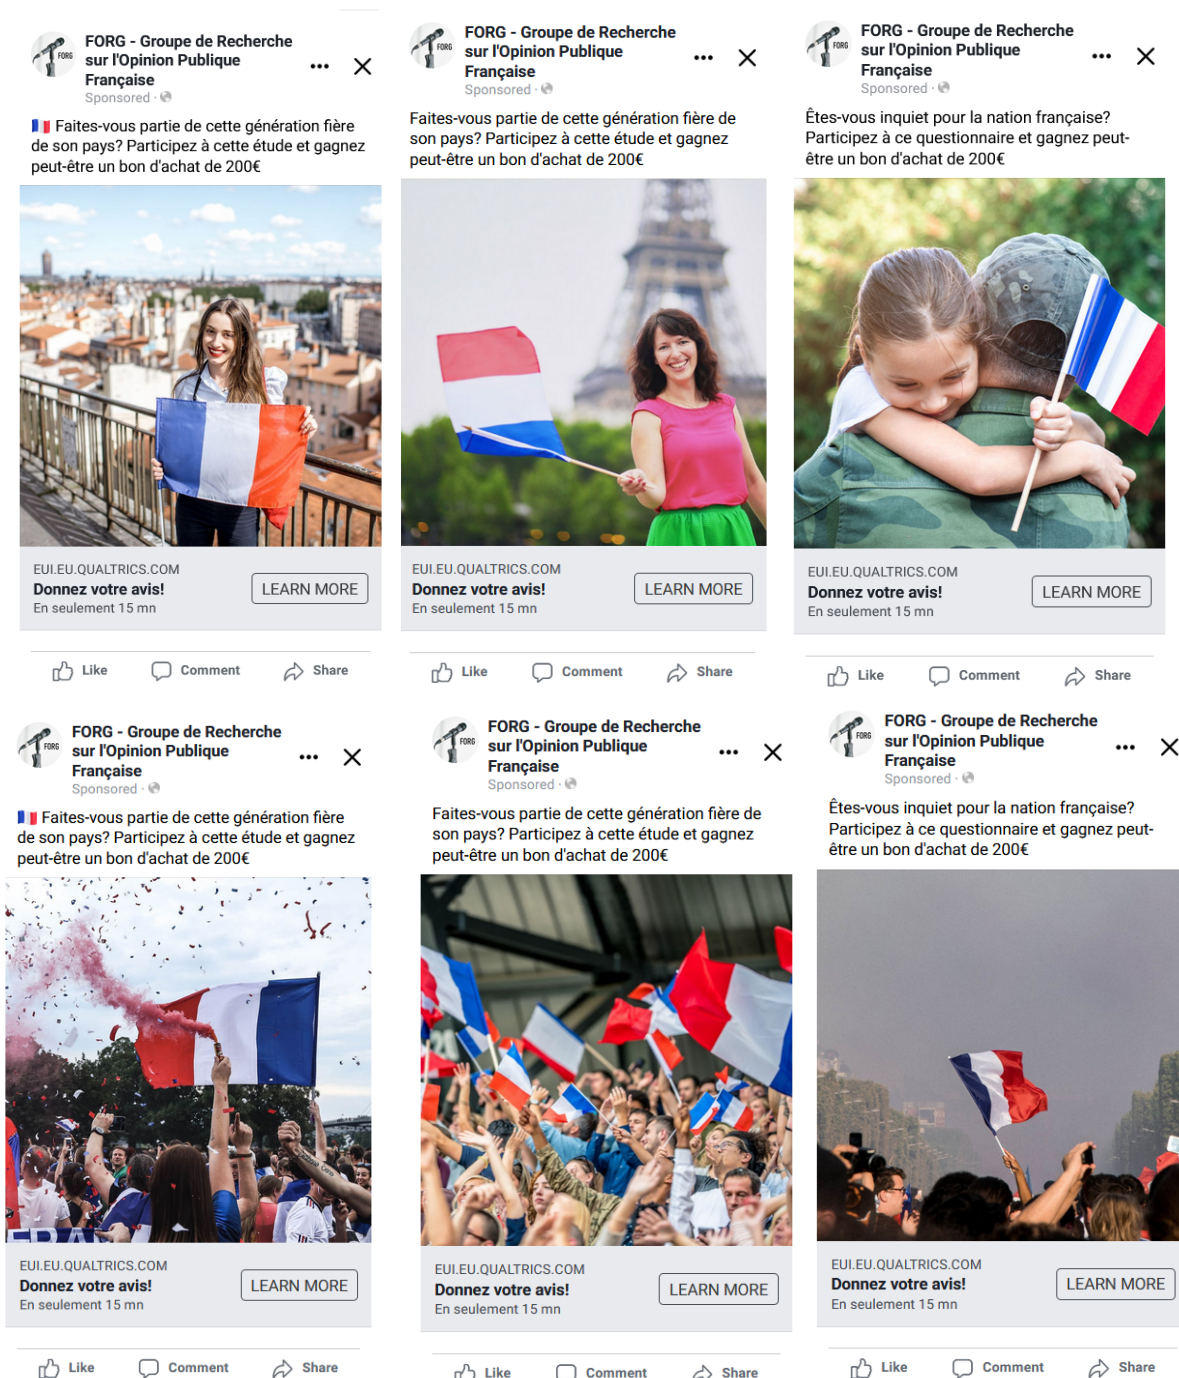 FORG
FORG - Groupe de Recherche
sur l'Opinion Publique
Française
Sponsored ·
Faites-vous partie de cette génération fière
de son pays? Participez à cette étude et gagnez
peut-être un bon d'achat de 200€
EUI.EU.QUALTRICS.COM
Donnez votre avis!
En seulement 15 mn
LEARN MORE
Like
Comment
Share
FORG
FORG - Groupe de Recherche
sur l'Opinion Publique
Française
Sponsored ·
Faites-vous partie de cette génération fière de
son pays? Participez à cette étude et gagnez
peut-être un bon d'achat de 200€
EUI.EU.QUALTRICS.COM
Donnez votre avis!
En seulement 15 mn
LEARN MORE
Like
Comment
Share
FORG
FORG - Groupe de Recherche
sur l'Opinion Publique
Française
Sponsored ·
Êtes-vous inquiet pour la nation française?
Participez à ce questionnaire et gagnez peut-
être un bon d'achat de 200€
EUI.EU.QUALTRICS.COM
Donnez votre avis!
En seulement 15 mn
LEARN MORE
Like
Comment
Share
FORG
FORG - Groupe de Recherche
sur l'Opinion Publique
Française
Sponsored ·
Faites-vous partie de cette génération fière
de son pays? Participez à cette étude et gagnez
peut-être un bon d'achat de 200€
EUI.EU.QUALTRICS.COM
Donnez votre avis!
En seulement 15 mn
LEARN MORE
Like
Comment
Share
FORG
FORG - Groupe de Recherche
sur l'Opinion Publique
Française
Sponsored ·
Faites-vous partie de cette génération fière de
son pays? Participez à cette étude et gagnez
peut-être un bon d'achat de 200€
EUI.EU.QUALTRICS.COM
Donnez votre avis!
En seulement 15 mn
LEARN MORE
Like
Comment
Share
FORG
FORG - Groupe de Recherche
sur l'Opinion Publique
Française
Sponsored ·
Êtes-vous inquiet pour la nation française?
Participez à ce questionnaire et gagnez peut-
être un bon d'achat de 200€
EUI.EU.QUALTRICS.COM
Donnez votre avis!
En seulement 15 mn
LEARN MORE
Like
Comment
Share